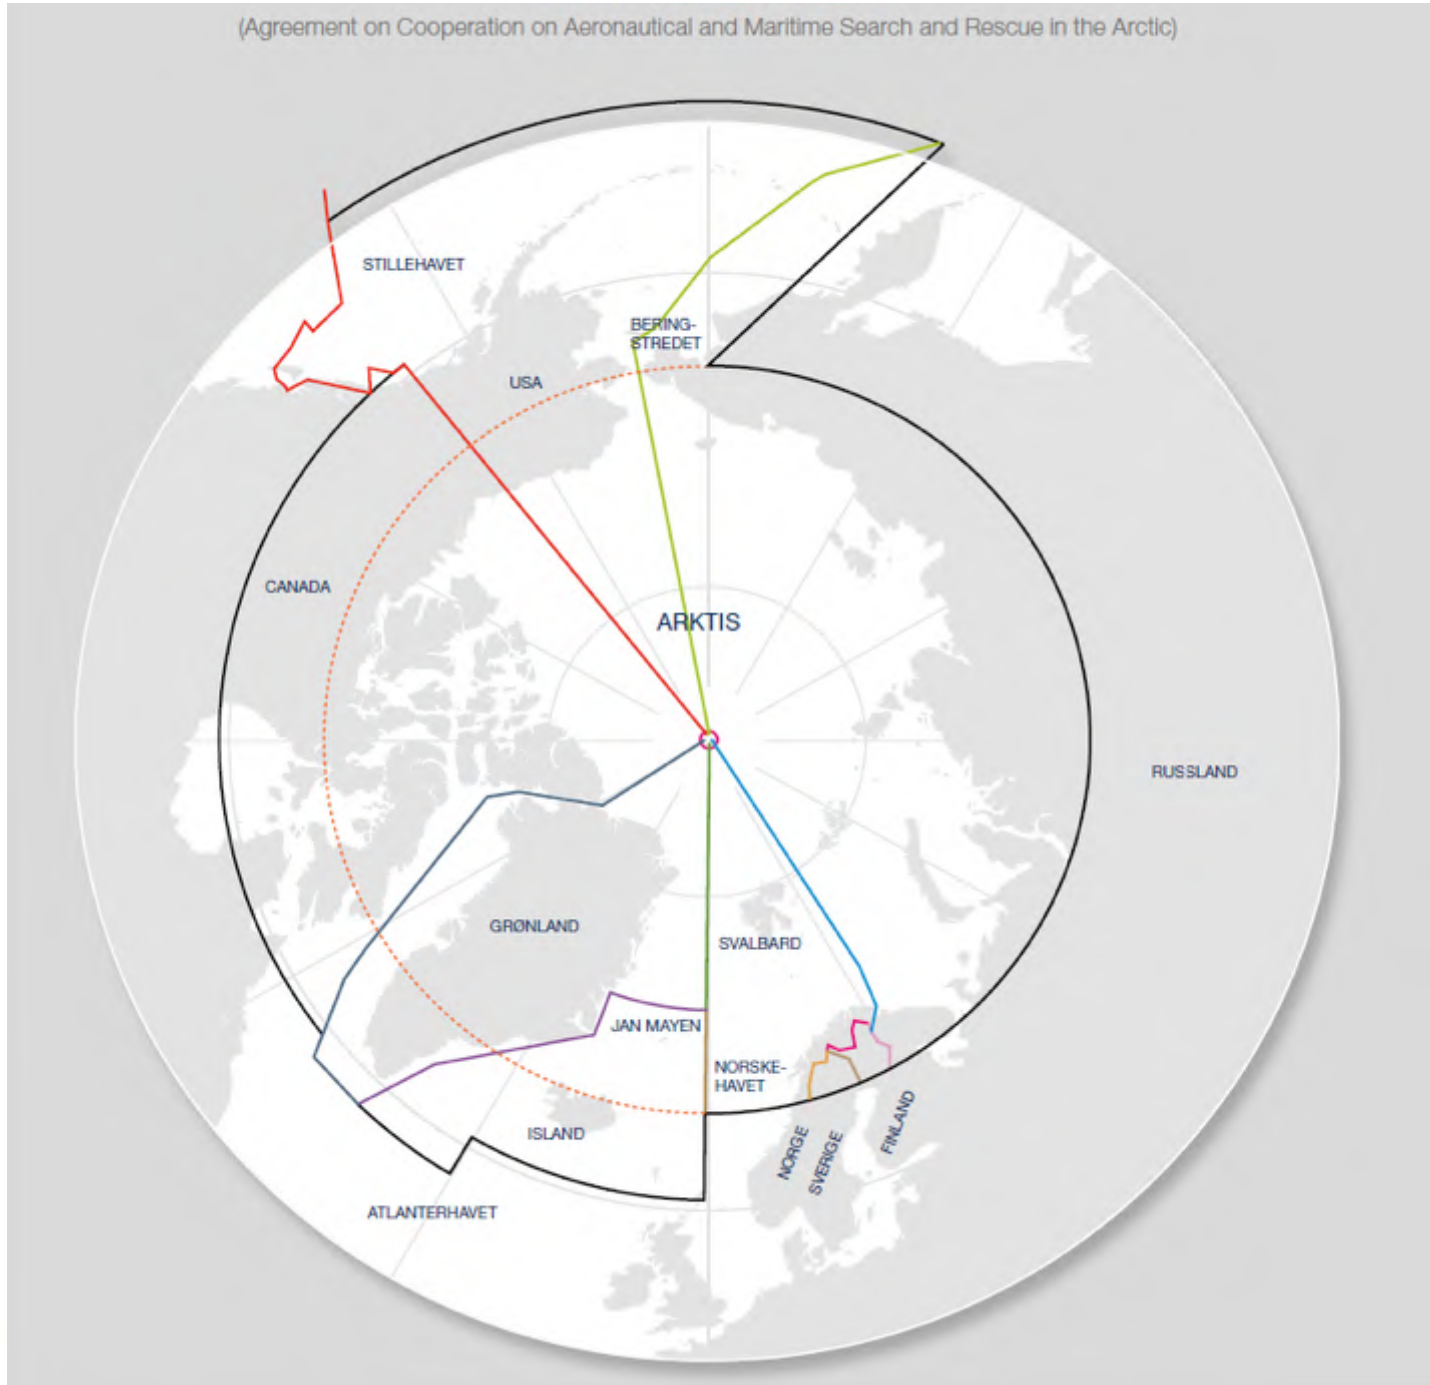 (Agreement on Cooperation on Aeronautical and Maritime Search and Rescue in the Arctic)
STILLEHAVET
BERING-
STREDET
USA
CANADA
ARKTIS
RUSSLAND
GRØNLAND
SVALBARD
JAN MAYEN
NORSKE-
HAVET
ISLAND
NORGE
SVERIGE
FINLAND
ATLANTERHAVET